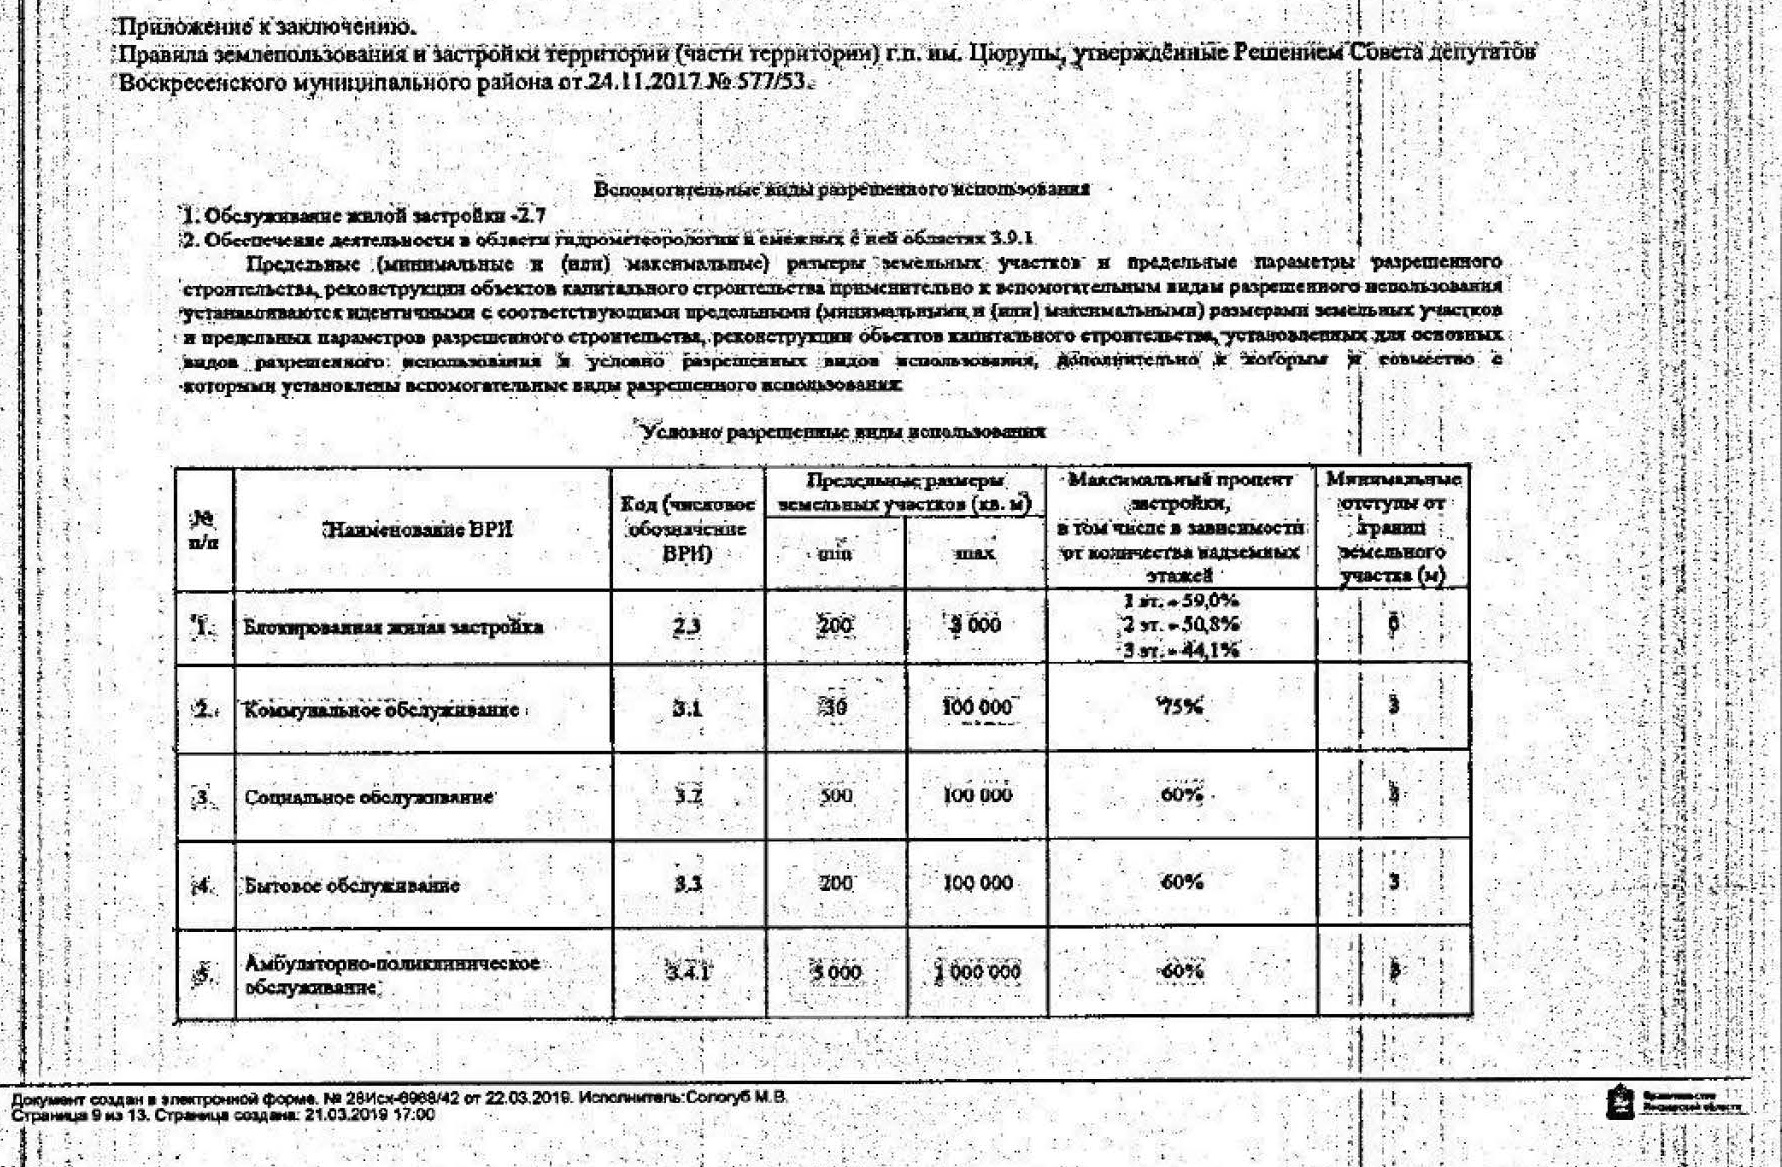 Приложение к заключению.
Правила землепользования и застройки территории (части территории) г.п. им. Цюрупы, утверждённые Решением Совета депутатов
Воскресенского муниципального района от 24.11.2017 № 577/53.
Вспомогательные виды разрешенного использования
1. Обслуживание жилой застройки -2.7
2. Обеспечение деятельности в области гидрометеорологии и смежных с ней областях 3.9.1
Предельные (минимальные и (или) максимальные) размеры земельных участков и предельные параметры разрешенного
строительства, реконструкции объектов капитального строительства применительно к вспомогательным видам разрешенного использования
устанавливаются идентичными с соответствующими предельными (минимальными и (или) максимальными) размерами земельных участков
и предельных параметров разрешенного строительства, реконструкции объектов капитального строительства, установленных для основных
видов разрешенного использования и условно разрешенных видов использования, дополнительно к которым и совместно с
которыми установлены вспомогательные виды разрешенного использования
Условно разрешенные виды использования
№ п/п
Наименование ВРИ
Код (числовое обозначение ВРИ)
Предельные размеры земельных участков (кв. м)
min
max
Максимальный процент застройки, в том числе в зависимости от количества надземных этажей
Минимальные отступы от границ земельного участка (м)
1. Блокированная жилая застройка 2.3 200 1 эт. – 59,0%
2 эт. – 50,8%
3 эт. – 44,1%
2. Коммунальное обслуживание 3.1 30 100 000 75% 3
3. Социальное обслуживание 3.2 500 100 000 60% 3
4. Бытовое обслуживание 3.3 200 100 000 60% 3
5. Амбулаторно-поликлиническое обслуживание 3.4.1 1 000 000 60% 3
Документ создан в электронной форме. № 28Исх-6968/42 от 22.03.2019. Исполнитель:Сологуб М.В.
Страница 9 из 13. Страница создана: 21.03.2019 17:00
Правительство
Московской области